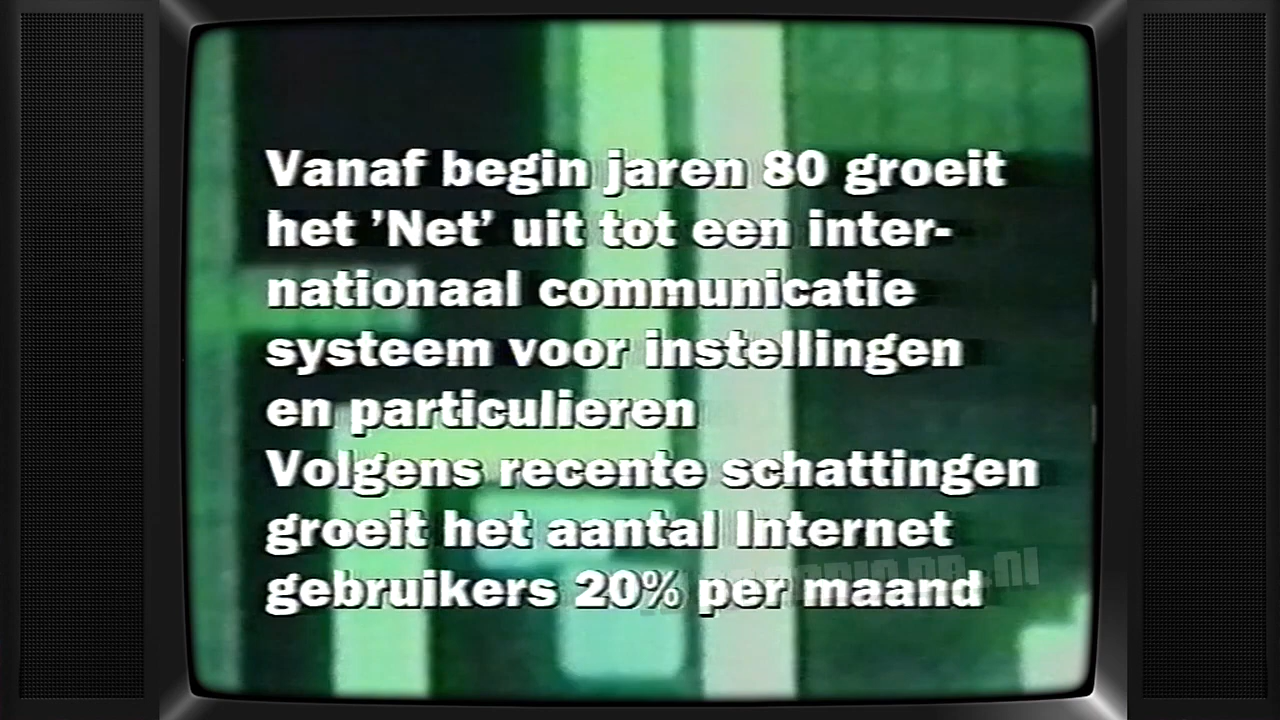 Vanaf begin jaren 80 groeit
het ’Net’ uit tot een inter-
nationaal communicatie
systeem voor instellingen
en particulieren
Volgens recente schattingen
groeit het aantal Internet
gebruikers 20% per maand